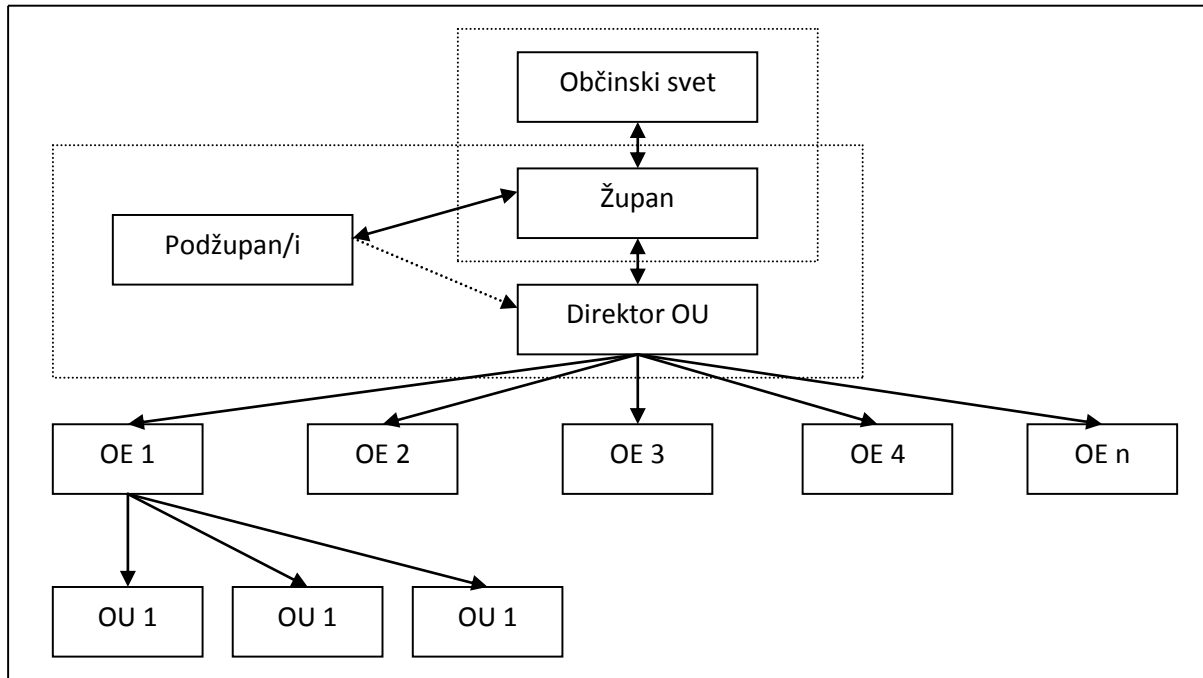 Občinski svet
Župan
Podžupan/i
Direktor OU
OE 1
OE 2
OE 3
OE 4
OE n
OU 1
OU 1
OU 1